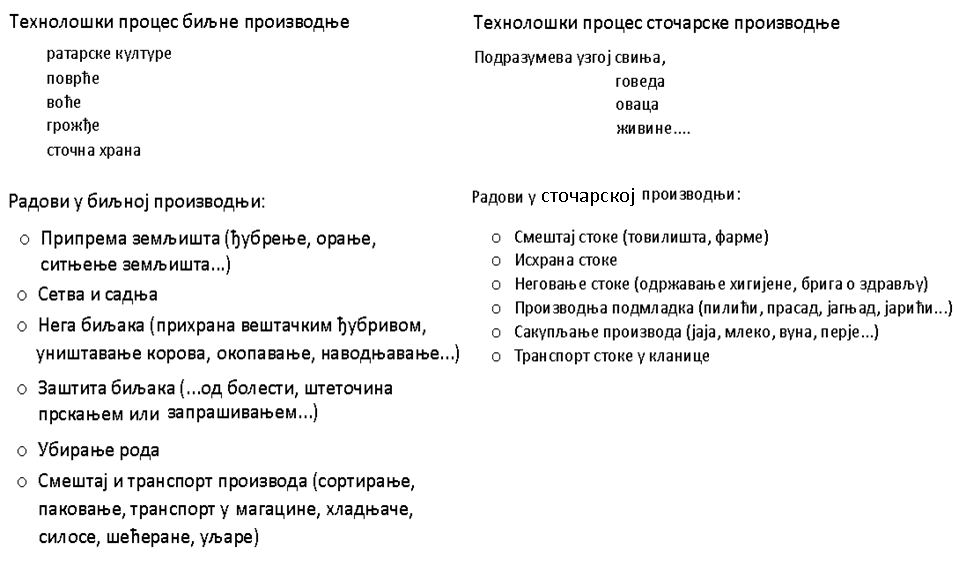 Технолошки процес биљне производње
ратарске културе
поврће
воће
грожђе
сточна храна
Радови у биљној производњи:
○ Припрема земљишта (ђубрење, орање,
ситњење земљишта...)
○ Сетва и садња
○ Нега биљака (прихрана вештачким ђубривом,
уништавање корова, окопавање, наводњавање...)
○ Заштита биљака (...од болести, штеточина
прскањем или запрашивањем...)
○ Убирање рода
○ Смештај и транспорт производа (сортирање,
паковање, транспорт у магацине, хладњаче,
силосе, шећеране, уљаре)
Технолошки процес сточарске производње
Подразумева узгој свиња,
говеда
оваца
живине....
Радови у сточарској производњи:
○ Смештај стоке (товилишта, фарме)
○ Исхрана стоке
○ Неговање стоке (одржавање хигијене, брига о здрављу)
○ Производња подмладка (пилићи, прасад, јагњад, јарићи...)
○ Сакупљање производа (јаја, млеко, вуна, перје...)
○ Транспорт стоке у кланице